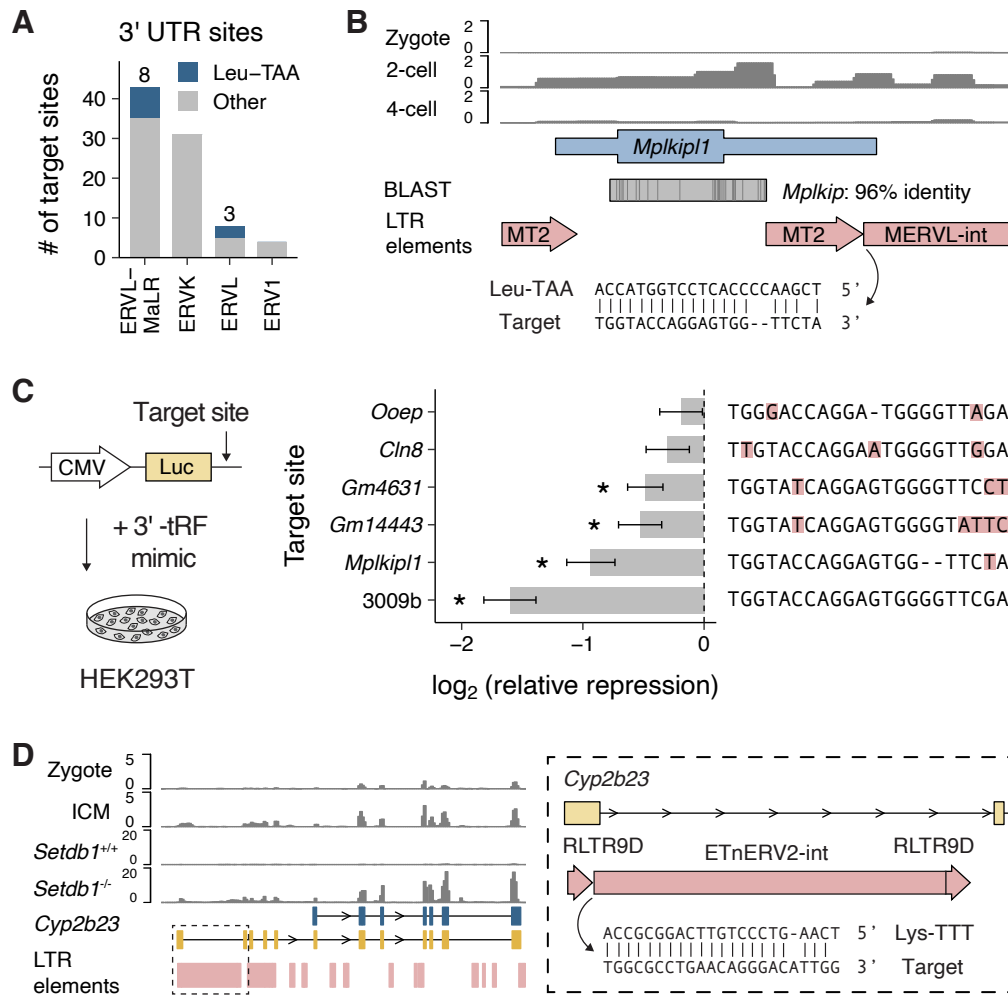 A
3' UTR sites
# of target sites
40
30
20
10
0
8
3
Leu−TAA
Other
ERVL−
MaLR
ERVK
ERVL
ERV1
B
Zygote
2
0
2-cell
2
0
4-cell
2
0
Mplkipl1
BLAST
Mplkip: 96% identity
LTR
elements
MT2
MT2
MERVL-int
Leu-TAA
ACCATGGTCCTCACCCCAAGCT 5’
Target
TGGTACCAGGAGTGG--TTCTA 3’
C
Target site
CMV
Luc
+ 3' -tRF
mimic
HEK293T
Target site
Ooep
TGGGACCAGGA-TGGGGTTAGA
Cln8
TTGTACCAGGAATGGGGTTGGA
Gm4631
*
TGGTATCAGGAGTGGGGTTCCT
Gm14443
*
TGGTATCAGGAGTGGGGTATTC
Mplkipl1
*
TGGTACCAGGAGTGG--TTCTA
3009b
*
TGGTACCAGGAGTGGGGTTCGA
−2
−1
0
log2 (relative repression)
D
Zygote
5
0
ICM
5
0
Setdb1+/+
20
0
Setdb1-/-
20
0
Cyp2b23
LTR
elements
Cyp2b23
RLTR9D
ETnERV2-int
RLTR9D
ACCGCGGACTTGTCCCTG-AACT 5’ Lys-TTT
TGGCGCCTGAACAGGGACATTGG 3’ Target